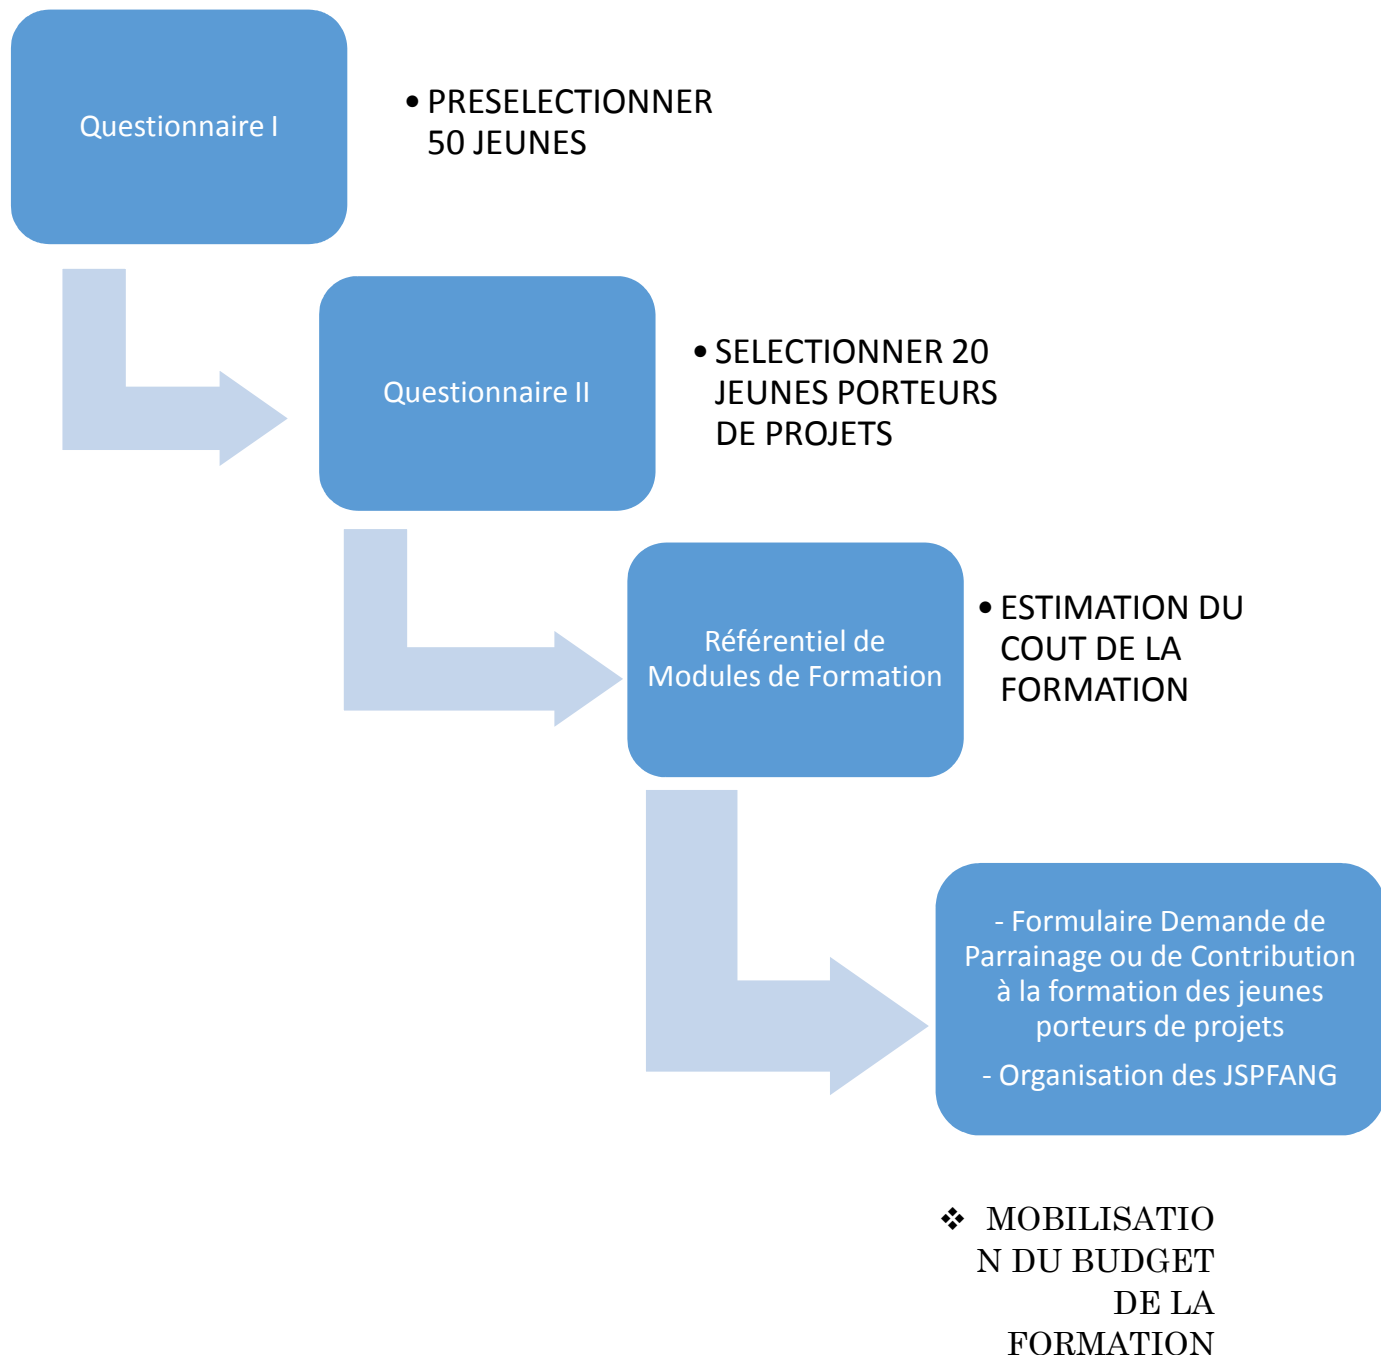 Questionnaire I
• PRESELECTIONNER
50 JEUNES
Questionnaire II
• SELECTIONNER 20
JEUNES PORTEURS
DE PROJETS
Référentiel de
Modules de Formation
• ESTIMATION DU
COUT DE LA
FORMATION
- Formulaire Demande de
Parrainage ou de Contribution
à la formation des jeunes
porteurs de projets
- Organisation des JSPFANG
❖ MOBILISATIO
N DU BUDGET
DE LA
FORMATION